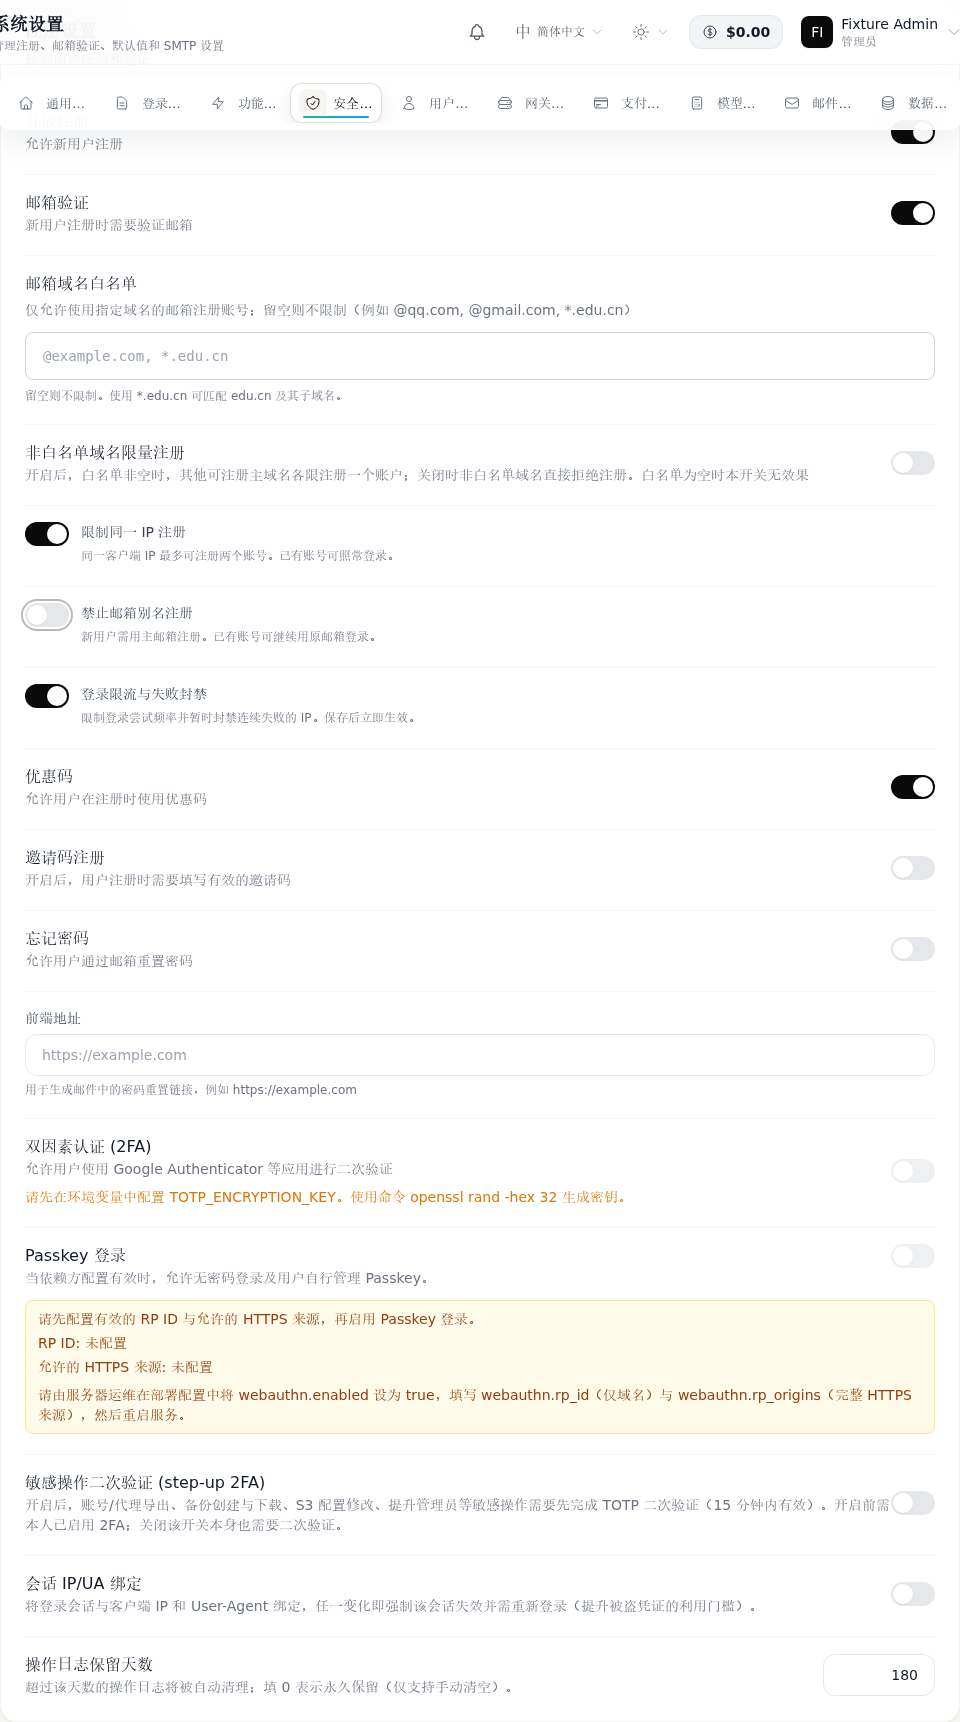 系统设置
管理注册、邮箱验证、默认值和 SMTP 设置
中 简体中文
$0.00
FI
Fixture Admin
管理员
通用...
登录...
功能...
安全...
用户...
网关...
支付...
模型...
邮件...
数据...
允许新用户注册
邮箱验证
新用户注册时需要验证邮箱
邮箱域名白名单
仅允许使用指定域名的邮箱注册账号；留空则不限制（例如 @qq.com, @gmail.com, *.edu.cn）
@example.com, *.edu.cn
留空则不限制。使用 *.edu.cn 可匹配 edu.cn 及其子域名。
非白名单域名限量注册
开启后，白名单非空时，其他可注册主域名各限注册一个账户；关闭时非白名单域名直接拒绝注册。白名单为空时本开关无效果
限制同一 IP 注册
同一客户端 IP 最多可注册两个账号。已有账号可照常登录。
禁止邮箱别名注册
新用户需用主邮箱注册。已有账号可继续用原邮箱登录。
登录限流与失败封禁
限制登录尝试频率并暂时封禁连续失败的 IP。保存后立即生效。
优惠码
允许用户在注册时使用优惠码
邀请码注册
开启后，用户注册时需要填写有效的邀请码
忘记密码
允许用户通过邮箱重置密码
前端地址
https://example.com
用于生成邮件中的密码重置链接，例如 https://example.com
双因素认证 (2FA)
允许用户使用 Google Authenticator 等应用进行二次验证
请先在环境变量中配置 TOTP_ENCRYPTION_KEY。使用命令 openssl rand -hex 32 生成密钥。
Passkey 登录
当依赖方配置有效时，允许无密码登录及用户自行管理 Passkey。
请先配置有效的 RP ID 与允许的 HTTPS 来源，再启用 Passkey 登录。
RP ID: 未配置
允许的 HTTPS 来源: 未配置
请由服务器运维在部署配置中将 webauthn.enabled 设为 true，填写 webauthn.rp_id（仅域名）与 webauthn.rp_origins（完整 HTTPS
来源），然后重启服务。
敏感操作二次验证 (step-up 2FA)
开启后，账号/代理导出、备份创建与下载、S3 配置修改、提升管理员等敏感操作需要先完成 TOTP 二次验证（15 分钟内有效）。开启前需
本人已启用 2FA；关闭该开关本身也需要二次验证。
会话 IP/UA 绑定
将登录会话与客户端 IP 和 User-Agent 绑定，任一变化即强制该会话失效并需重新登录（提升被盗凭证的利用门槛）。
操作日志保留天数
超过该天数的操作日志将被自动清理；填 0 表示永久保留（仅支持手动清空）。
180